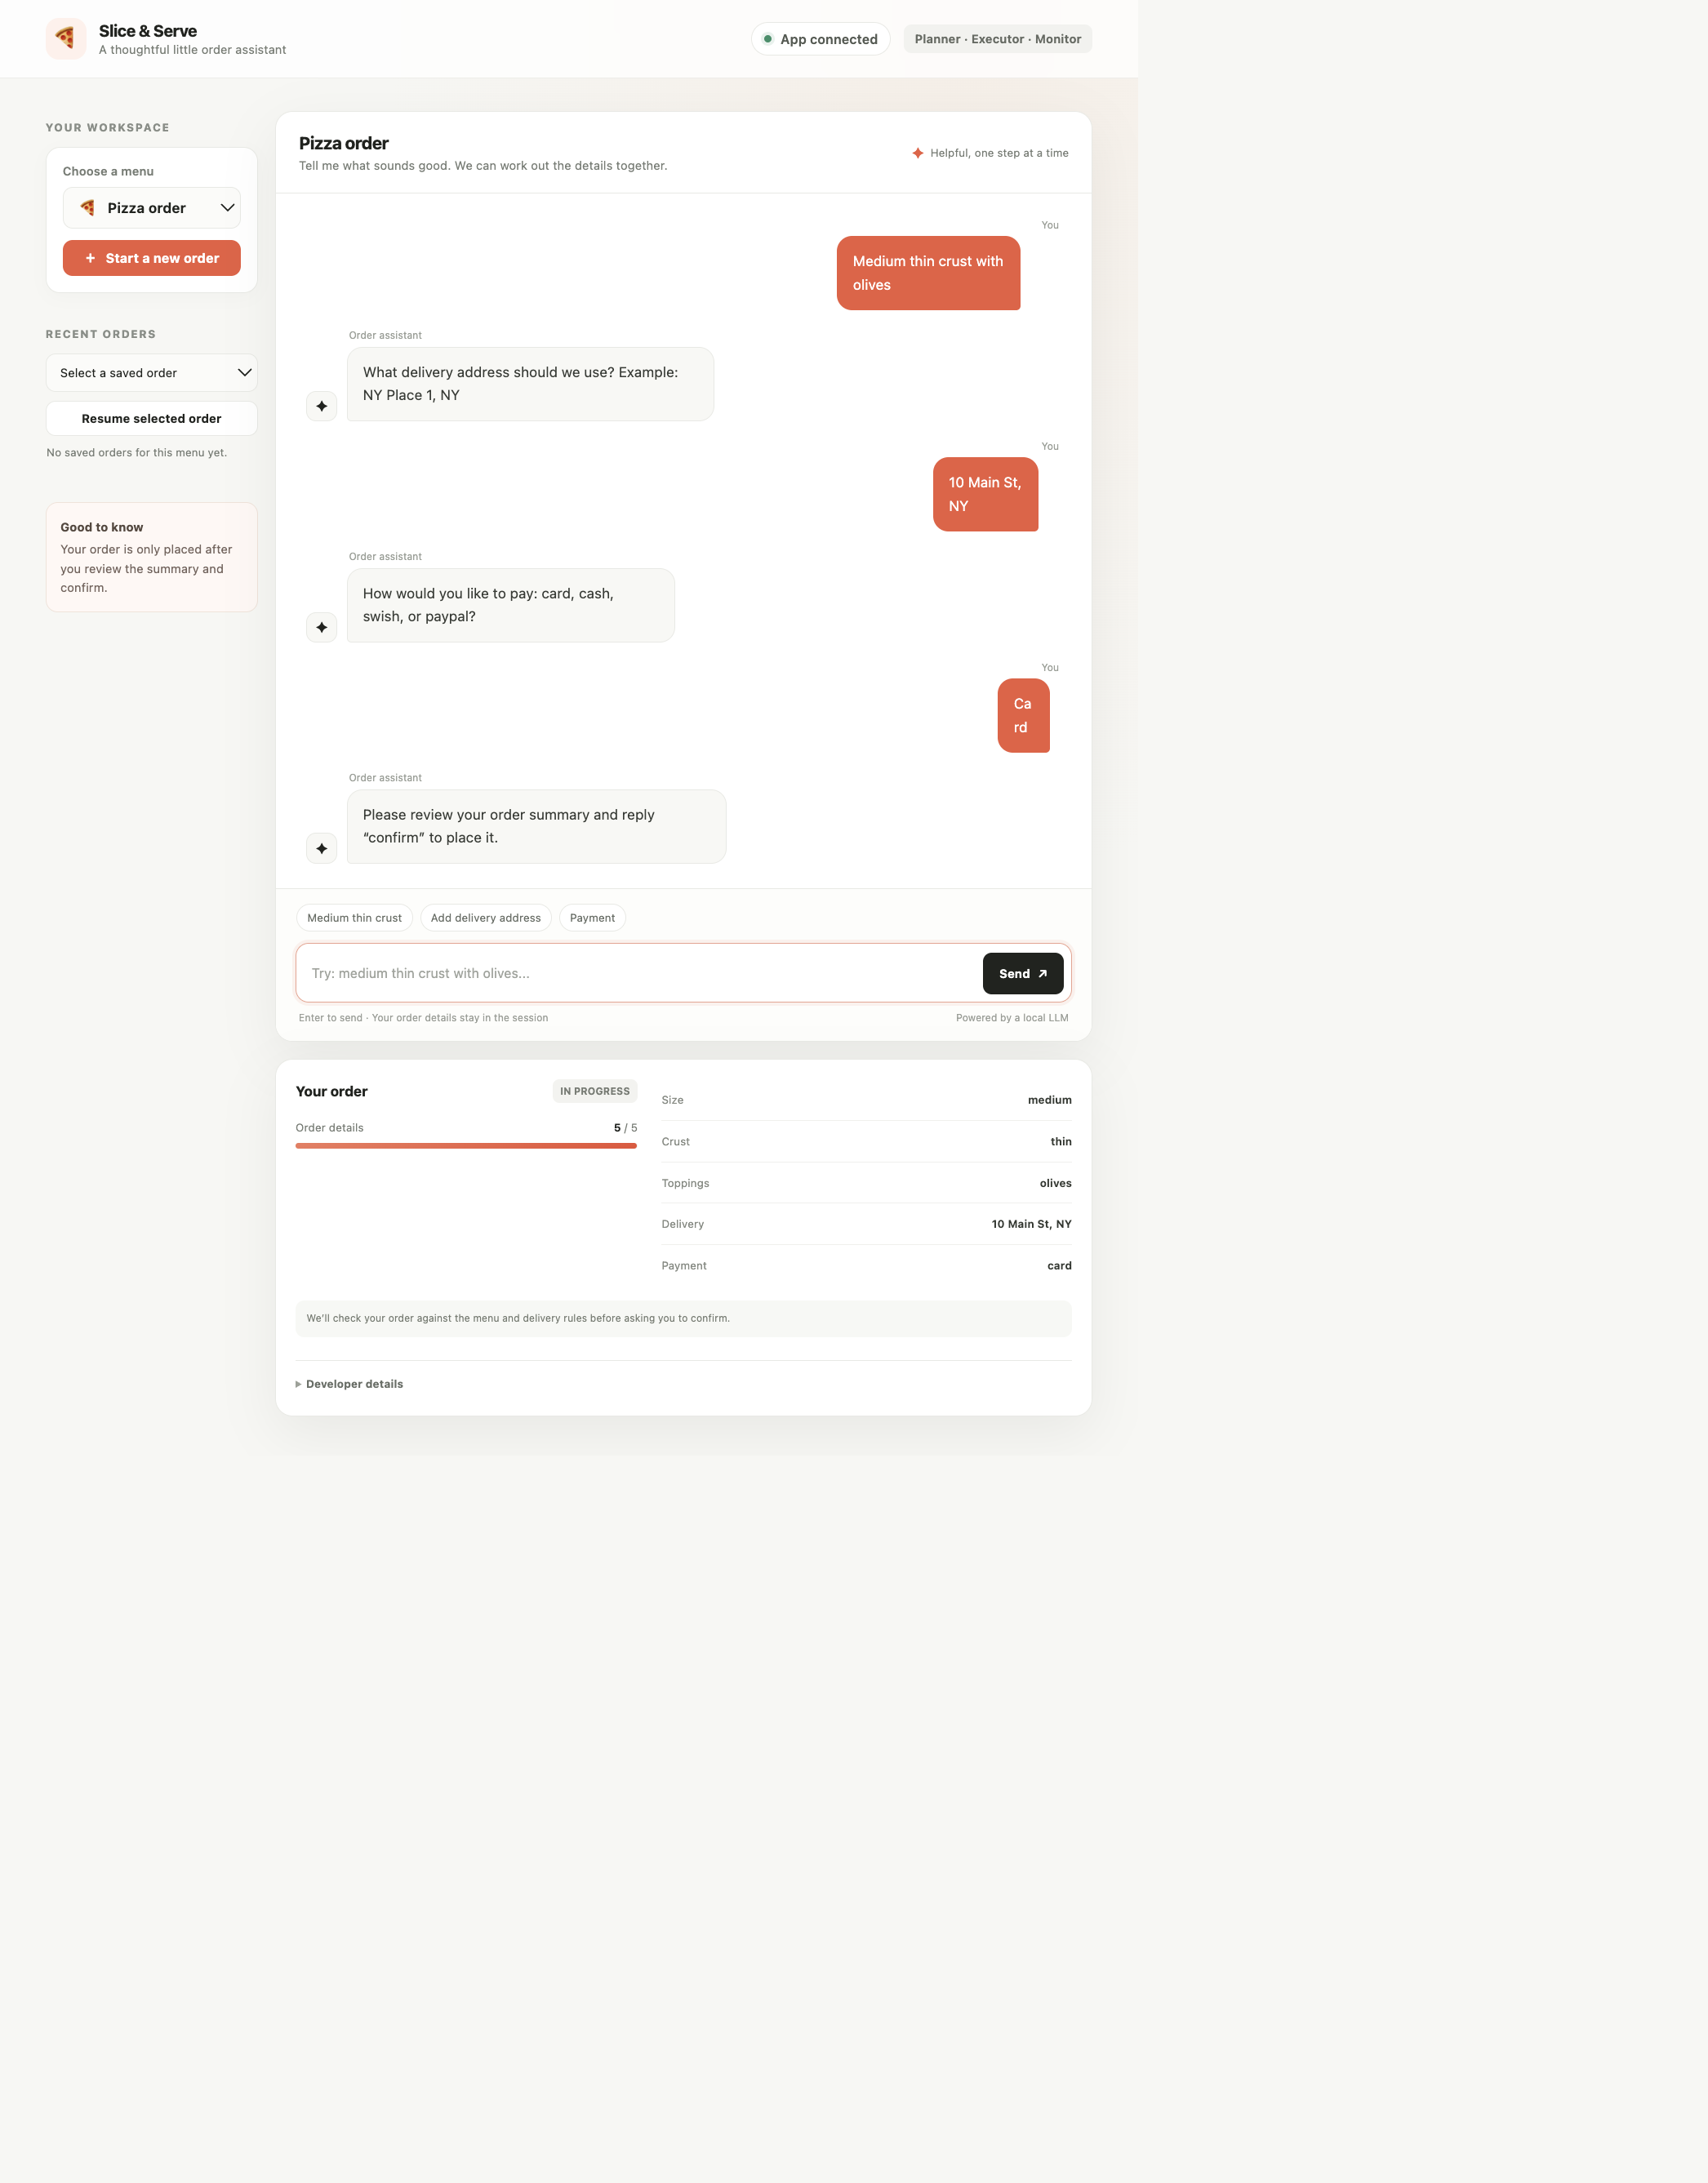 Slice & Serve
A thoughtful little order assistant
App connected
Planner · Executor · Monitor
YOUR WORKSPACE
Choose a menu
Pizza order
+ Start a new order
RECENT ORDERS
Select a saved order
Resume selected order
No saved orders for this menu yet.
Good to know
Your order is only placed after
you review the summary and
confirm.
Pizza order
Tell me what sounds good. We can work out the details together.
Helpful, one step at a time
You
Medium thin crust with
olives
Order assistant
What delivery address should we use? Example:
NY Place 1, NY
You
10 Main St,
NY
Order assistant
How would you like to pay: card, cash,
swish, or paypal?
You
Ca
rd
Order assistant
Please review your order summary and reply
“confirm” to place it.
Medium thin crust
Add delivery address
Payment
Try: medium thin crust with olives...
Send ↗
Enter to send · Your order details stay in the session
Powered by a local LLM
Your order
IN PROGRESS
Order details
5 / 5
Size
medium
Crust
thin
Toppings
olives
Delivery
10 Main St, NY
Payment
card
We'll check your order against the menu and delivery rules before asking you to confirm.
Developer details